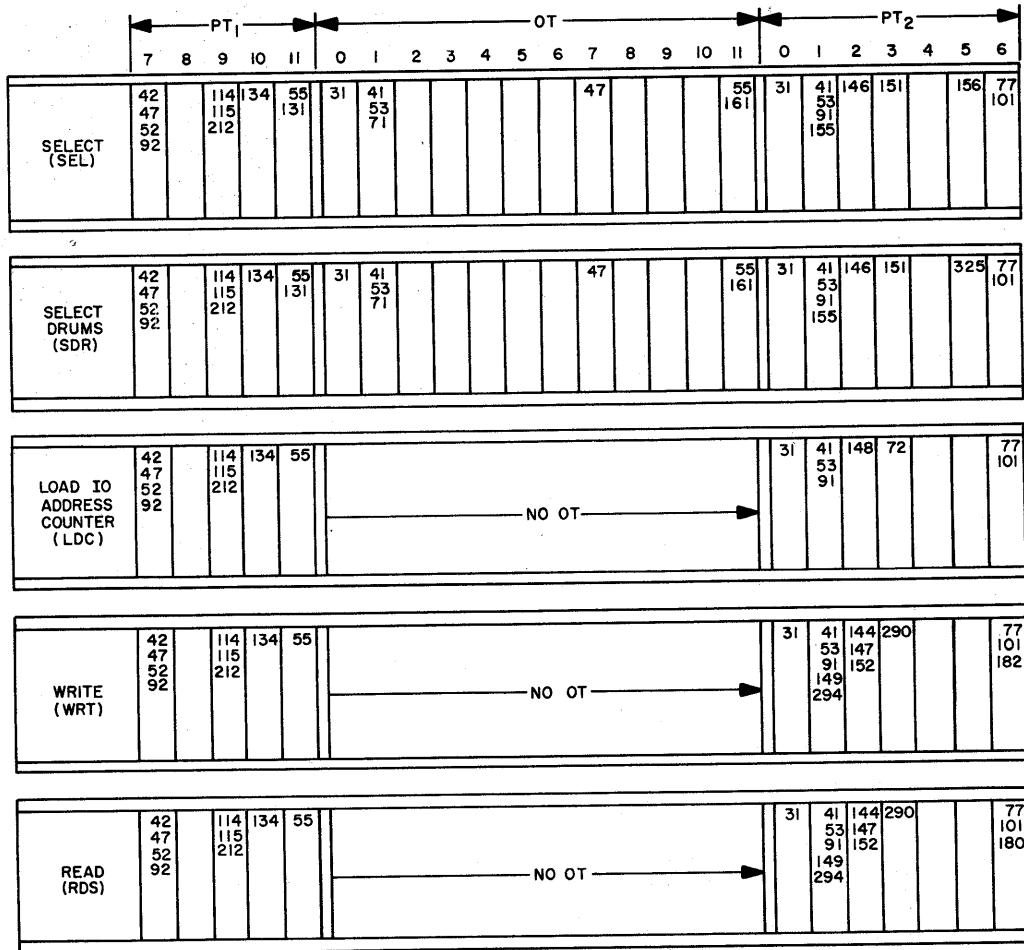 PT1 OT PT2
7 8 9 10 11 0 1 2 3 4 5 6 7 8 9 10 11 0 1 2 3 4 5 6
42 114 134 55 31 41 47 55 31 41 146 151 156 77
47 115 131 53 161 53 101
52 212 71 91
92 155
SELECT
(SEL)
42 114 134 55 31 41 47 55 31 41 146 151 325 77
47 115 131 53 161 53 101
52 212 71 91
92 155
SELECT
DRUMS
(SDR)
42 114 134 55 31 41 148 72 77
47 115 53 101
52 212 91
92
LOAD IO
ADDRESS
COUNTER
(LDC)
NO OT
42 114 134 55 31 41 144 290 77
47 115 53 147 101
52 212 91 152 182
92 149
294
WRITE
(WRT)
NO OT
42 114 134 55 31 41 144 290 77
47 115 53 147 101
52 212 91 152 180
92 149
294
READ
(RDS)
NO OT